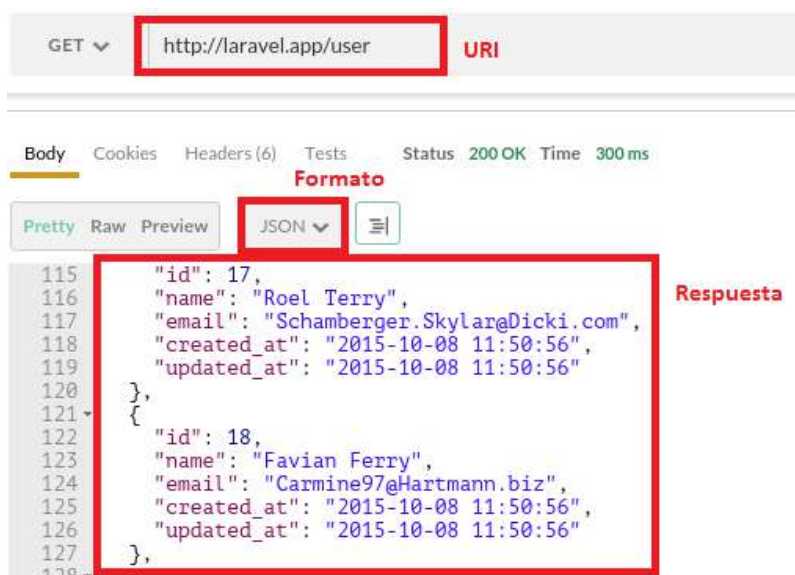 GET http://laravel.app/user URI
Body Cookies Headers (6) Tests Status 200 OK Time 300 ms
Formato
Pretty Raw Preview JSON
115 "id": 17,
116 "name": "Roel Terry",
117 "email": "Schamberger.Skylar@Dicki.com",
Respuesta
118 "created_at": "2015-10-08 11:50:56",
119 "updated_at": "2015-10-08 11:50:56"
120 },
121 {
122 "id": 18,
123 "name": "Favian Ferry",
124 "email": "Carmine97@Hartmann.biz",
125 "created_at": "2015-10-08 11:50:56",
126 "updated_at": "2015-10-08 11:50:56"
127 },
128